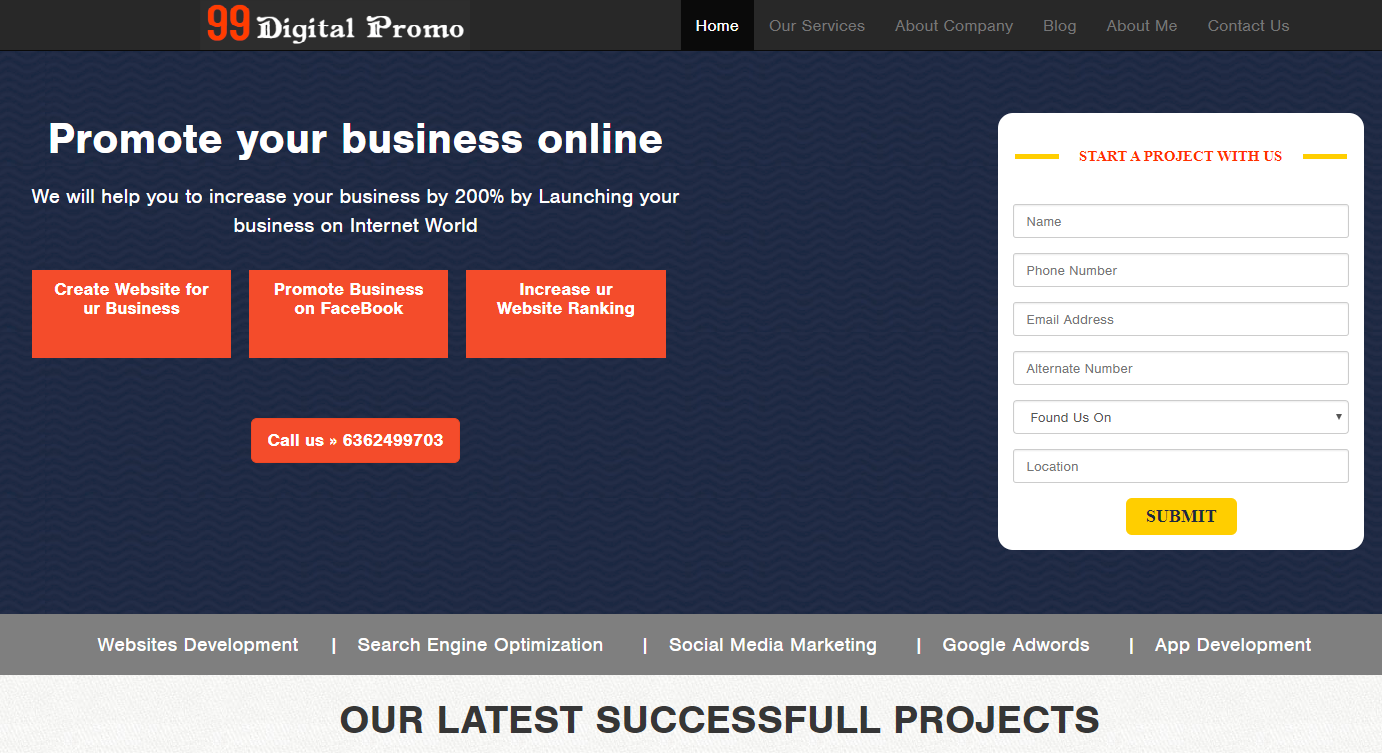 99 Digital Promo
Home Our Services About Company Blog About Me Contact Us
Promote your business online
We will help you to increase your business by 200% by Launching your
business on Internet World
Create Website for
ur Business
Promote Business
on FaceBook
Increase ur
Website Ranking
Call us » 6362499703
START A PROJECT WITH US
Name
Phone Number
Email Address
Alternate Number
Found Us On
Location
SUBMIT
Websites Development | Search Engine Optimization | Social Media Marketing | Google Adwords | App Development
OUR LATEST SUCCESSFULL PROJECTS